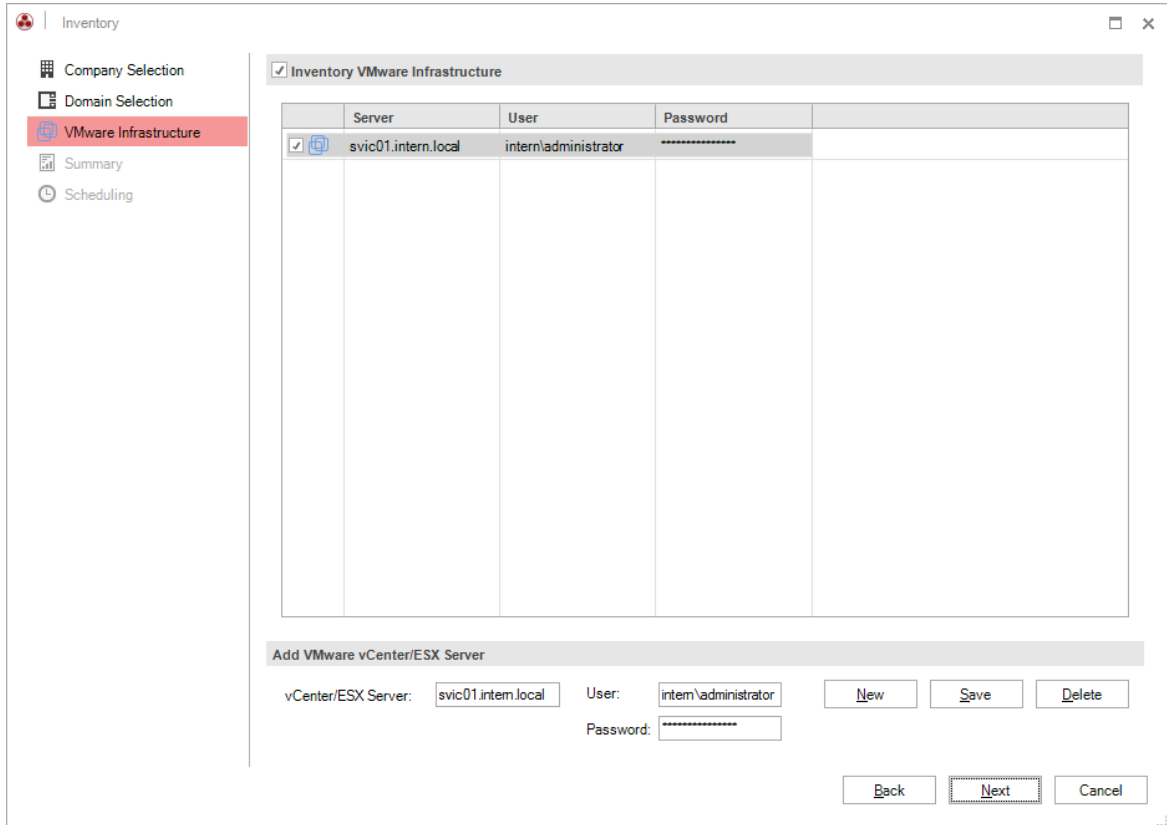 Inventory
Company Selection
Domain Selection
VMware Infrastructure
Summary
Scheduling
Inventory VMware Infrastructure
Server User Password
svic01.intern.local intern\administrator ***************
Add VMware vCenter/ESX Server
vCenter/ESX Server: svic01.intern.local User: intern\administrator New Save Delete
Password: ***************
Back Next Cancel